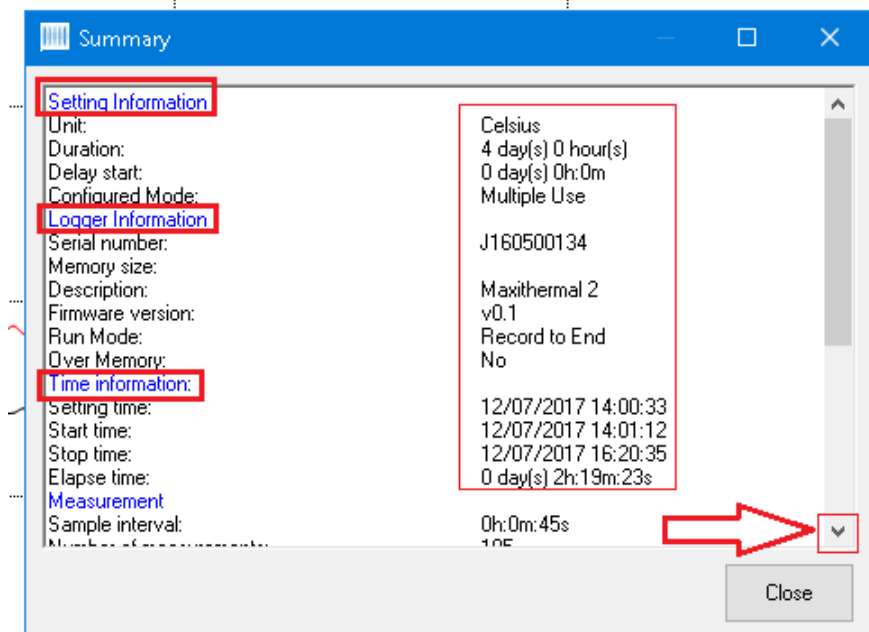 Summary
Setting Information
Unit: Celsius
Duration: 4 day(s) 0 hour(s)
Delay start: 0 day(s) 0h:0m
Configured Mode: Multiple Use
Logger Information
Serial number: J160500134
Memory size:
Description: Maxithermal 2
Firmware version: v0.1
Run Mode: Record to End
Over Memory: No
Time information:
Setting time: 12/07/2017 14:00:33
Start time: 12/07/2017 14:01:12
Stop time: 12/07/2017 16:20:35
Elapse time: 0 day(s) 2h:19m:23s
Measurement
Sample interval: 0h:0m:45s
Close